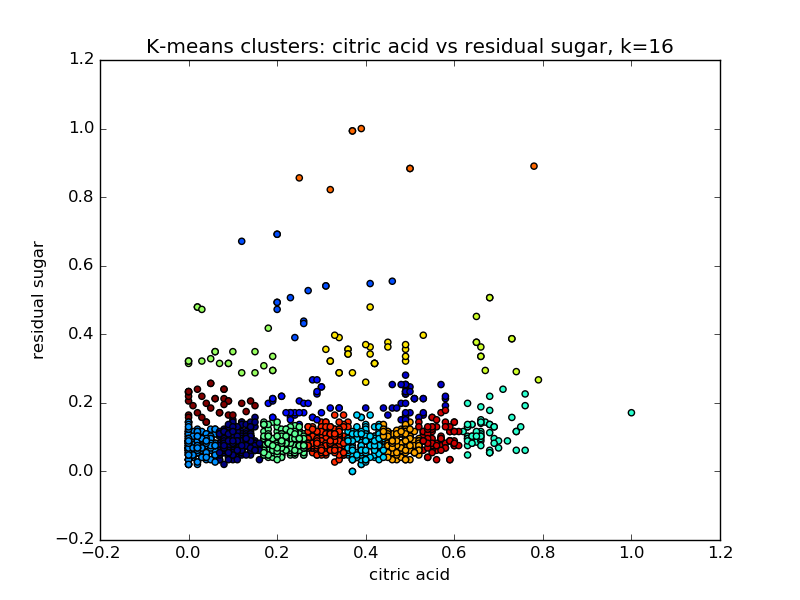 K-means clusters: citric acid vs residual sugar, k=16
1.2
1.0
0.8
0.6
0.4
0.2
0.0
−0.2
residual sugar
−0.2 0.0 0.2 0.4 0.6 0.8 1.0 1.2
citric acid